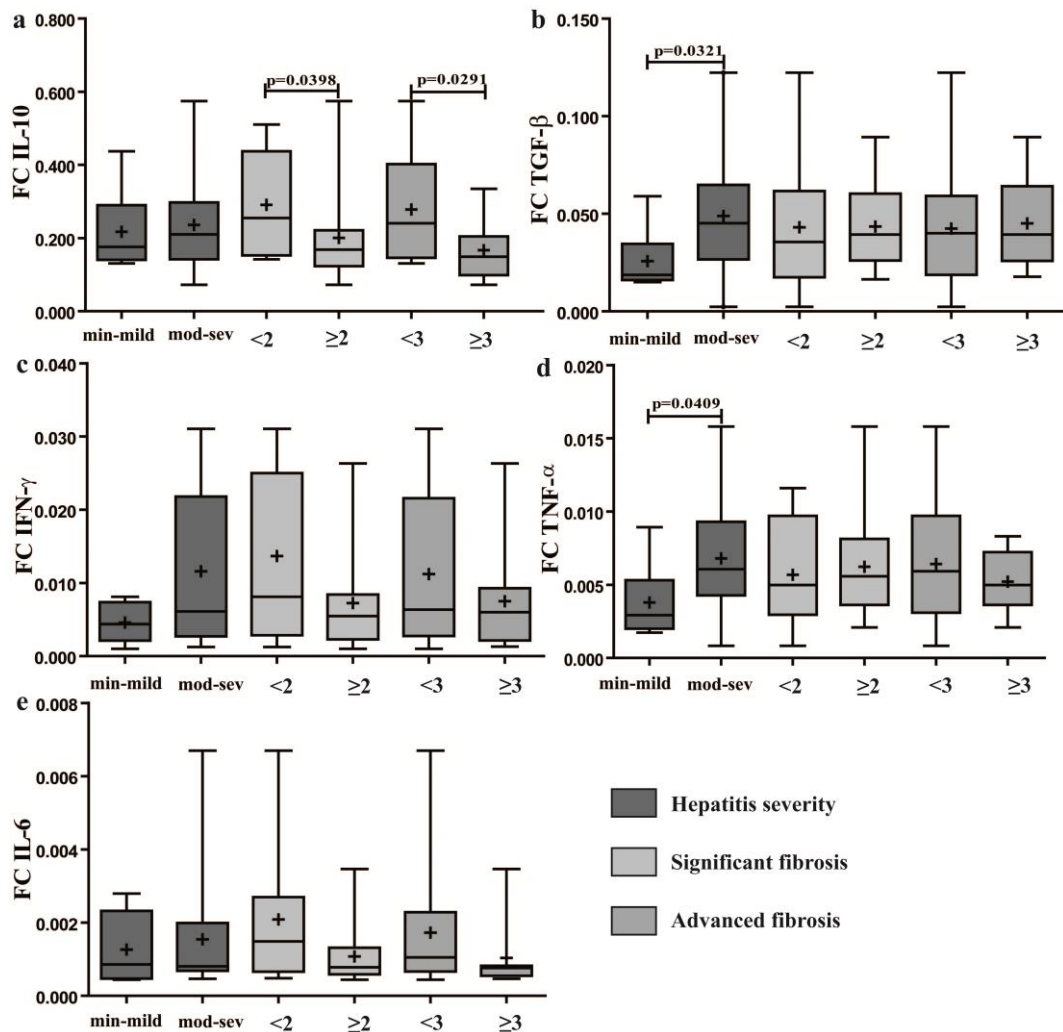 a
FC IL-10
0.800
0.600
0.400
0.200
0.000
p=0.0398
p=0.0291
min-mild mod-sev <2 ≥2 <3 ≥3
b
FC TGF-β
0.150
0.100
0.050
0.000
p=0.0321
min-mild mod-sev <2 ≥2 <3 ≥3
c
FC IFN-γ
0.040
0.030
0.020
0.010
0.000
min-mild mod-sev <2 ≥2 <3 ≥3
d
FC TNF-α
0.020
0.015
0.010
0.005
0.000
p=0.0409
min-mild mod-sev <2 ≥2 <3 ≥3
e
FC IL-6
0.008
0.006
0.004
0.002
0.000
min-mild mod-sev <2 ≥2 <3 ≥3
Hepatitis severity
Significant fibrosis
Advanced fibrosis